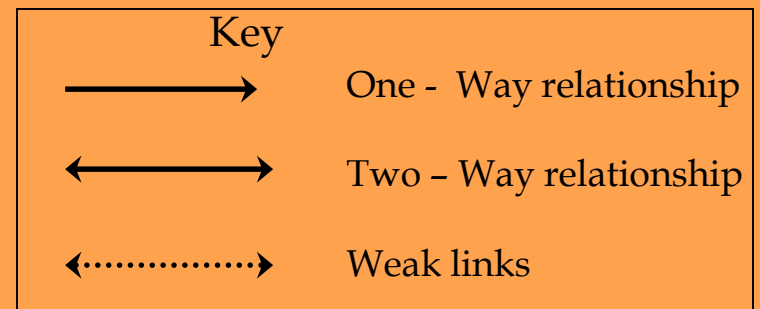 Key
One - Way relationship
Two – Way relationship
Weak links